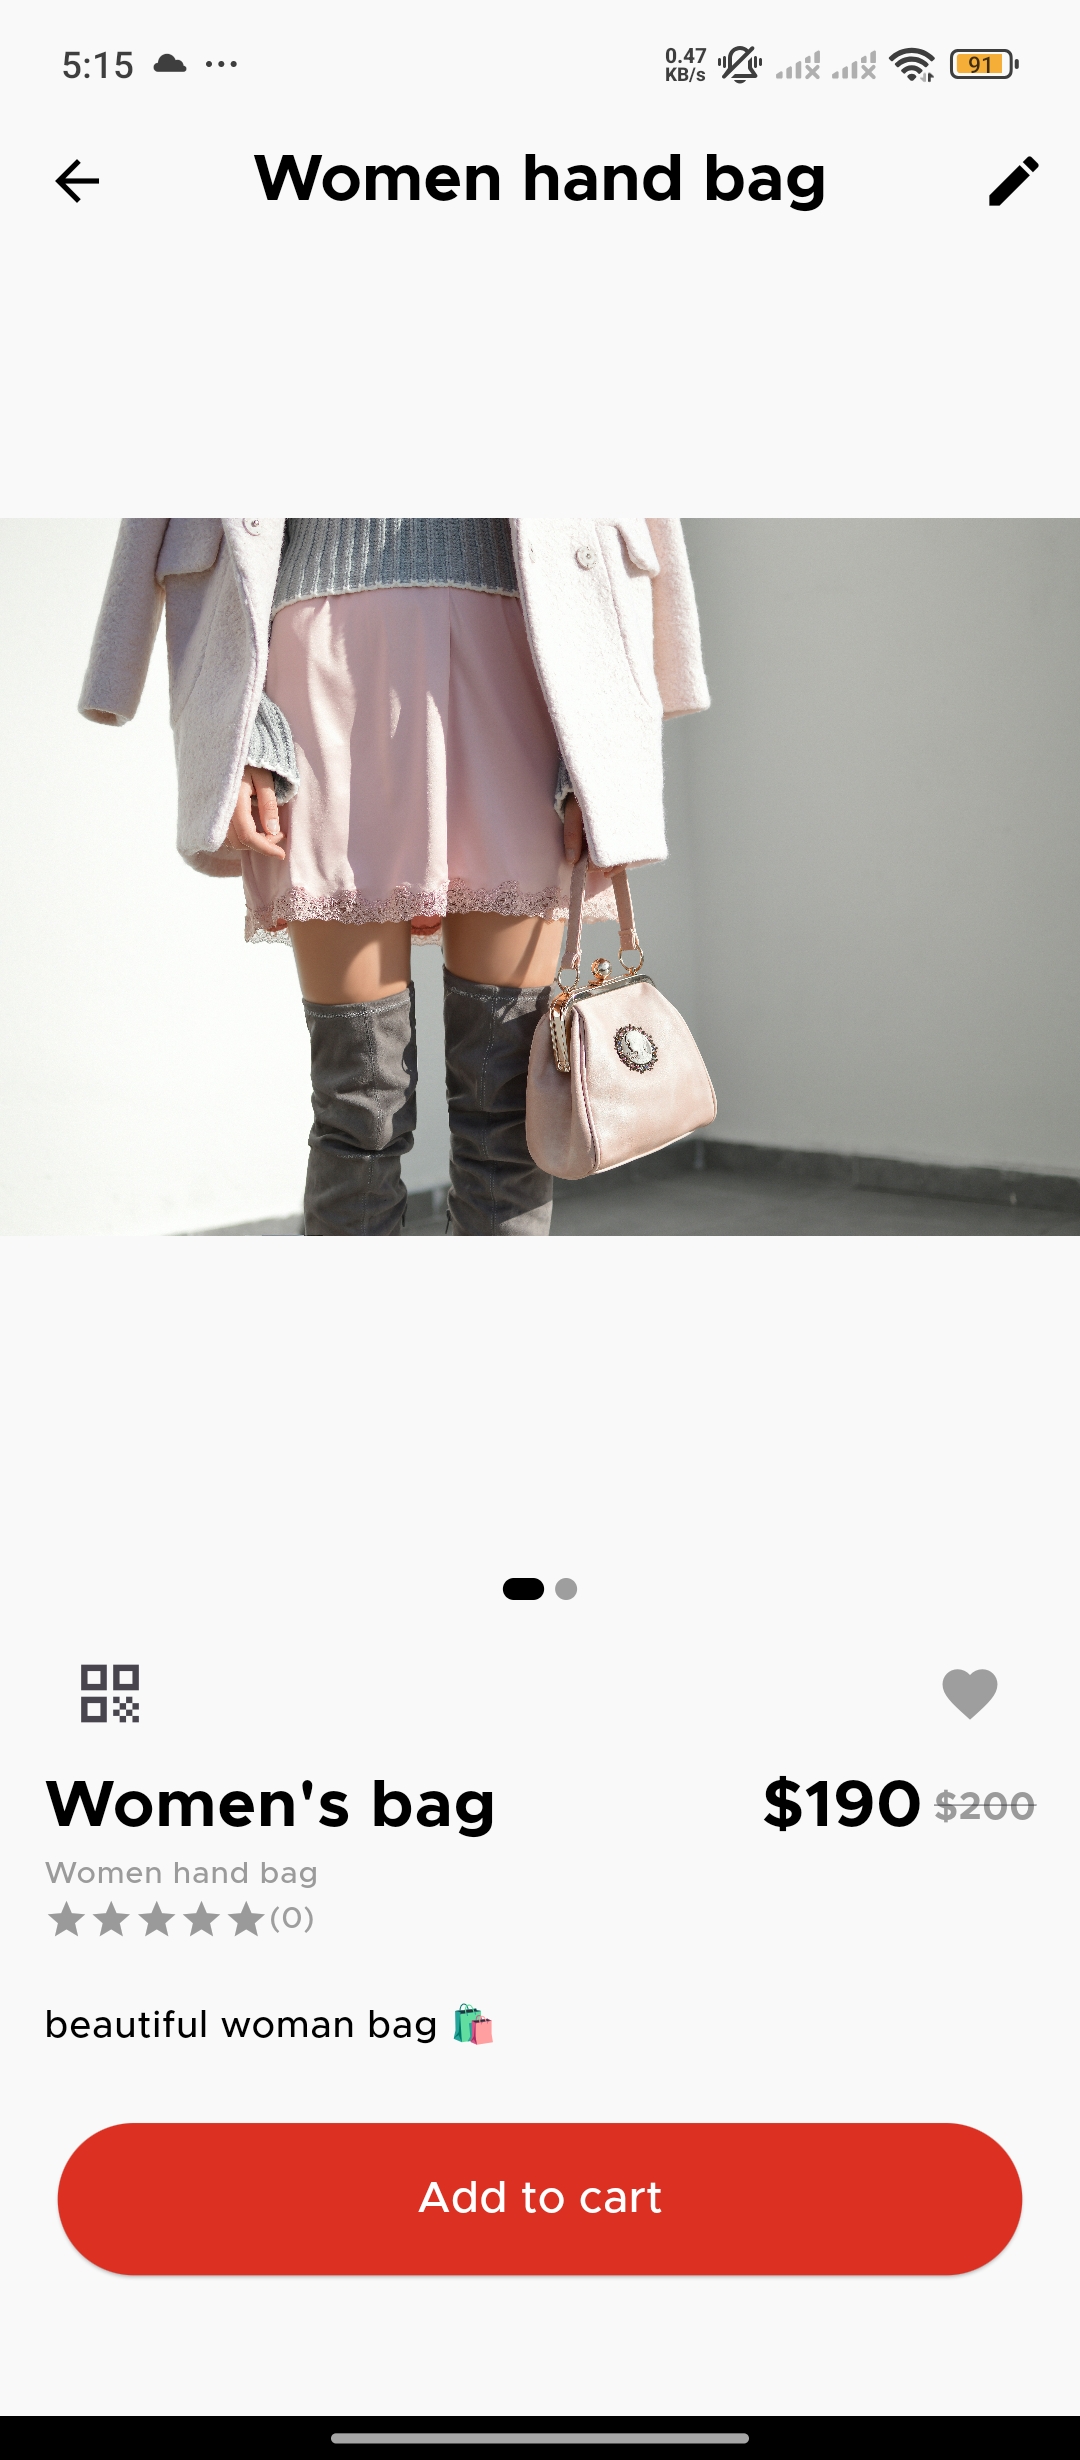 5:15
0.47
KB/s
91
Women hand bag
Women's bag $190 $200
Women hand bag
(0)
beautiful woman bag 🛍️
Add to cart